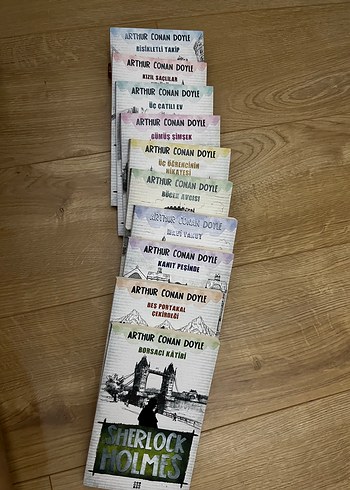 ARTHUR CONAN DOYLE
BİSİKLETLİ TAKİP
ARTHUR CONAN DOYLE
KIZIL SAÇLILAR
ARTHUR CONAN DOYLE
ÜÇ ÇATILI EV
ARTHUR CONAN DOYLE
GÜMÜŞ ŞİMŞEK
ARTHUR CONAN DOYLE
ÜÇ ÖĞRENCİNİN
HİKAYESİ
ARTHUR CONAN DOYLE
BÖCEK AVCISI
ARTHUR CONAN DOYLE
MAVİ YAKUT
ARTHUR CONAN DOYLE
KANIT PEŞİNDE
ARTHUR CONAN DOYLE
BEŞ PORTAKAL
ÇEKİRDEĞİ
ARTHUR CONAN DOYLE
BORSACI KÂTİBİ
SHERLOCK
HOLMES